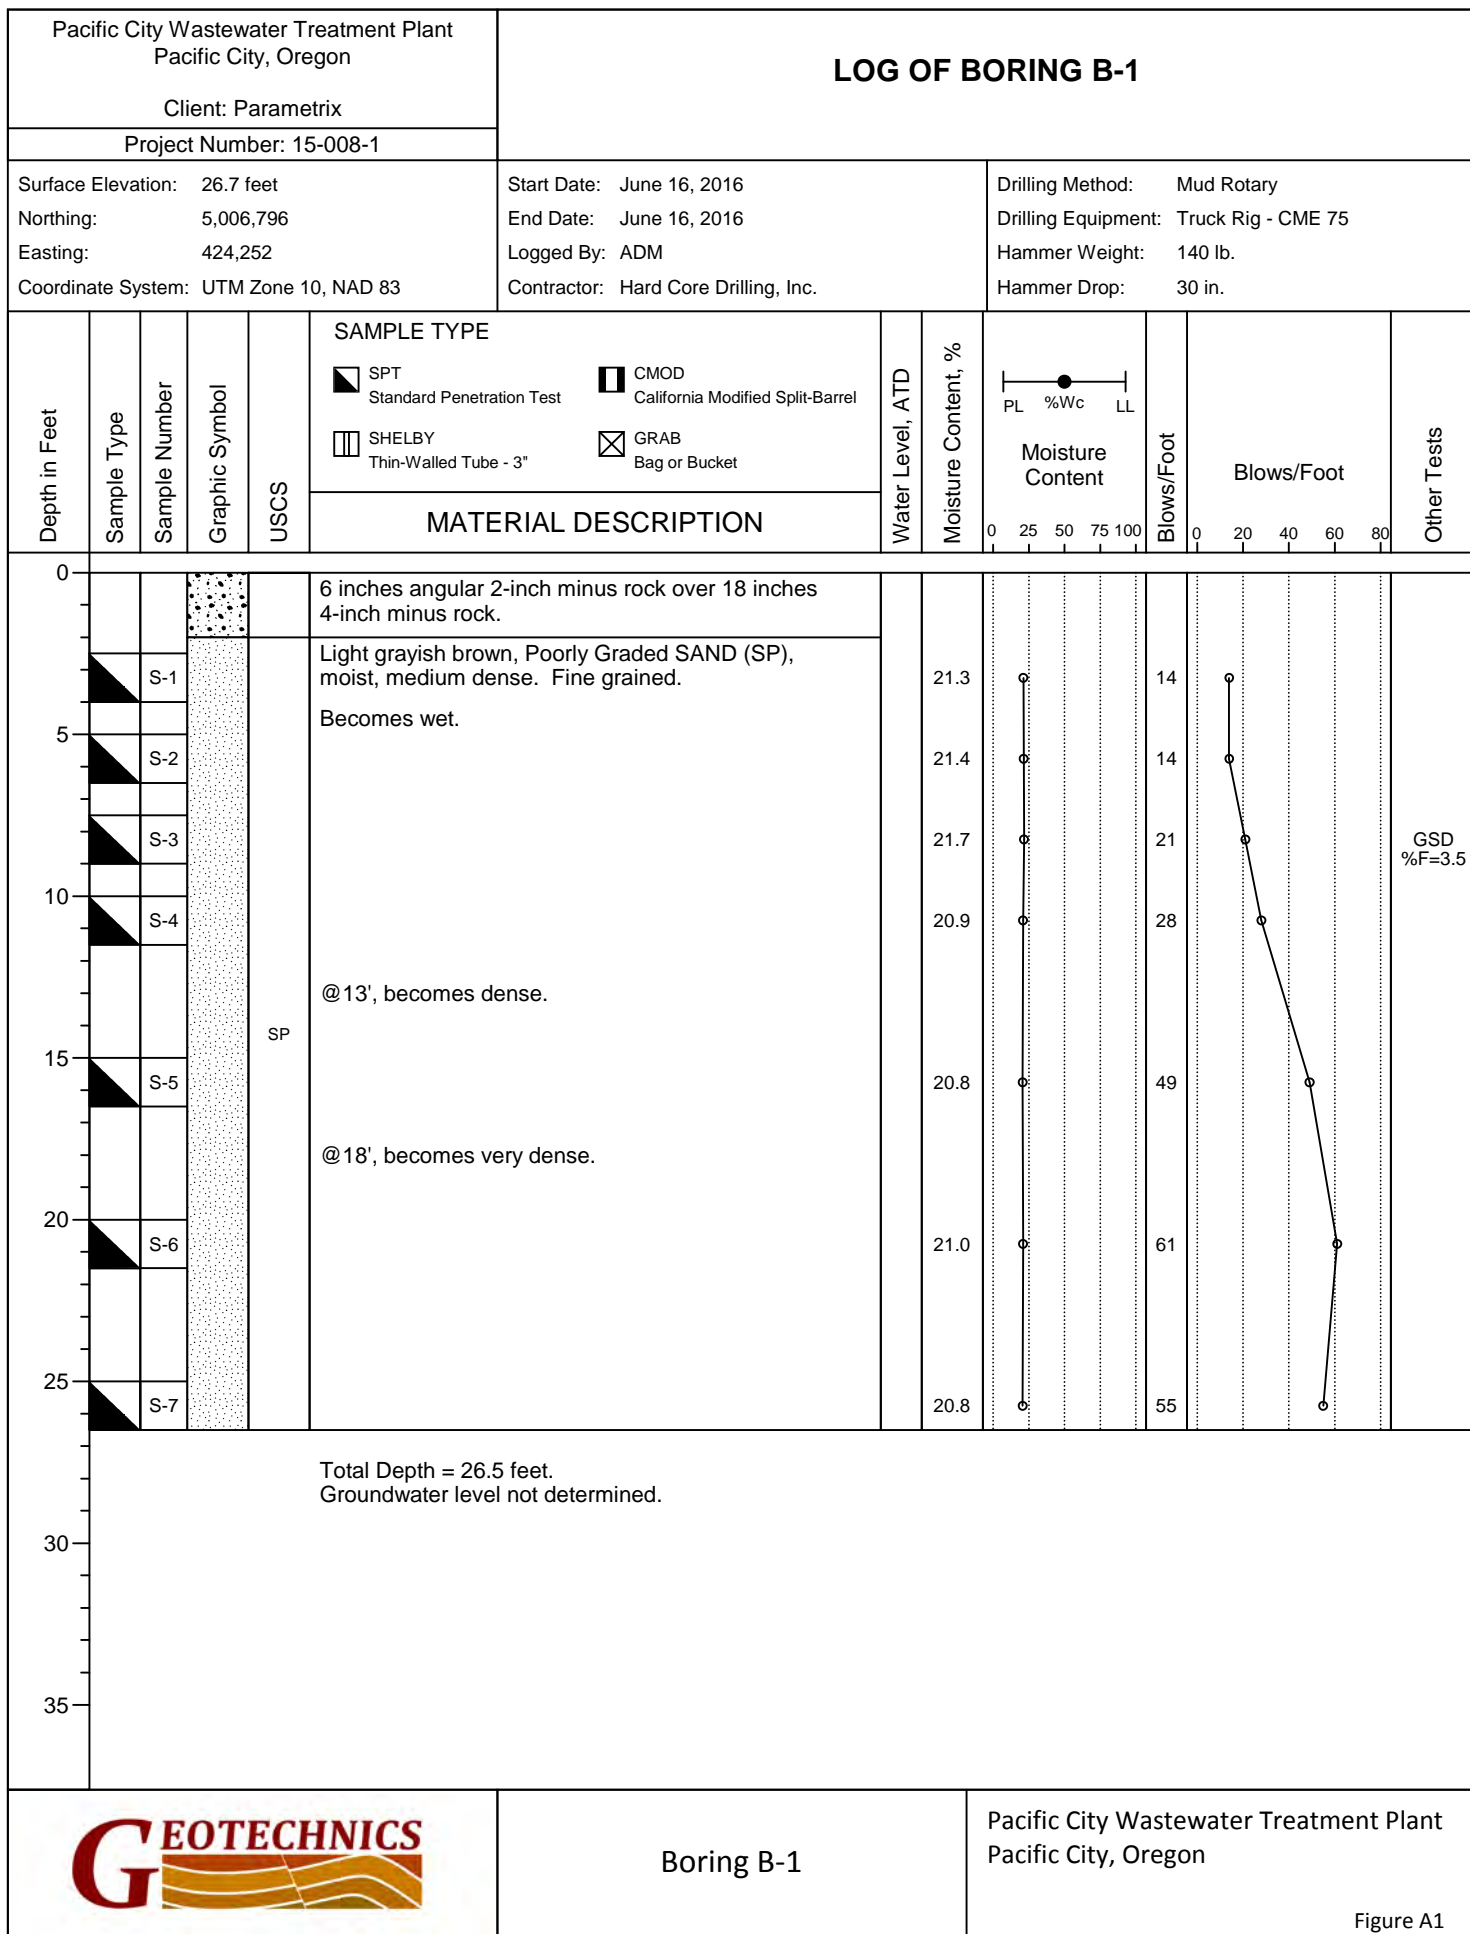 Pacific City Wastewater Treatment Plant
Pacific City, Oregon
Client: Parametrix
Project Number: 15-008-1
LOG OF BORING B-1
Surface Elevation: 26.7 feet
Northing: 5,006,796
Easting: 424,252
Coordinate System: UTM Zone 10, NAD 83
Start Date: June 16, 2016
End Date: June 16, 2016
Logged By: ADM
Contractor: Hard Core Drilling, Inc.
Drilling Method: Mud Rotary
Drilling Equipment: Truck Rig - CME 75
Hammer Weight: 140 lb.
Hammer Drop: 30 in.
Depth in Feet
Sample Type
Sample Number
Graphic Symbol
USCS
SAMPLE TYPE
SPT
Standard Penetration Test
CMOD
California Modified Split-Barrel
SHELBY
Thin-Walled Tube - 3"
GRAB
Bag or Bucket
MATERIAL DESCRIPTION
Water Level, ATD
Moisture Content, %
PL %Wc LL
Moisture
Content
0 25 50 75 100
Blows/Foot
Blows/Foot
0 20 40 60 80
Other Tests
0
6 inches angular 2-inch minus rock over 18 inches
4-inch minus rock.
Light grayish brown, Poorly Graded SAND (SP),
moist, medium dense. Fine grained.
S-1 21.3 14
Becomes wet.
5
S-2 21.4 14
S-3 21.7 21 GSD
%F=3.5
10
S-4 20.9 28
@13', becomes dense.
SP
15
S-5 20.8 49
@18', becomes very dense.
20
S-6 21.0 61
25
S-7 20.8 55
Total Depth = 26.5 feet.
Groundwater level not determined.
30
35
GEOTECHNICS
Boring B-1
Pacific City Wastewater Treatment Plant
Pacific City, Oregon
Figure A1